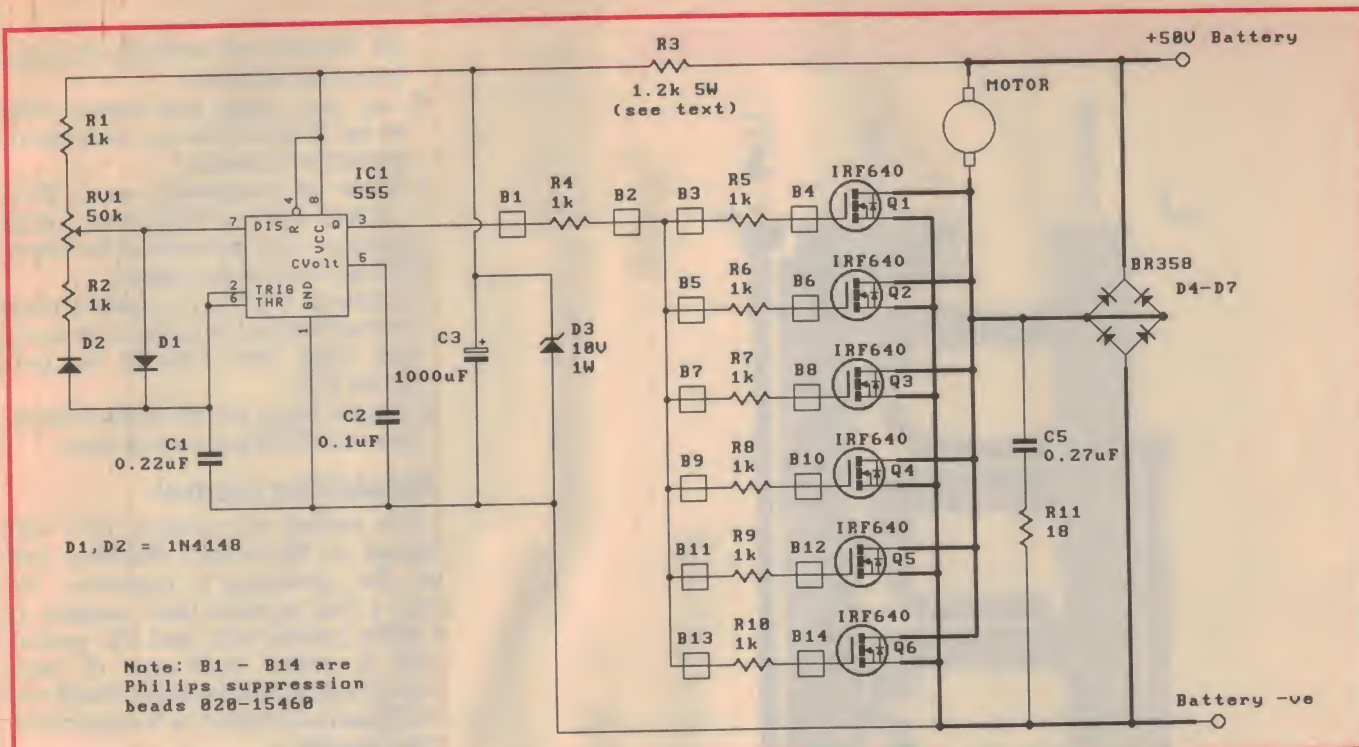 +50V Battery
R3
1.2k 5W
(see text)
MOTOR
R1
1k
RV1
50k
R2
1k
D2
D1
IC1
555
4
8
7
DIS
R
VCC
Q
3
CVolt
5
2
TRIG
6
THR
GND
1
C1
0.22uF
C2
0.1uF
C3
+
1000uF
D3
10V
1W
B1
R4
1k
B2
B3
R5
1k
B4
IRF640
Q1
B5
R6
1k
B6
IRF640
Q2
B7
R7
1k
B8
IRF640
Q3
B9
R8
1k
B10
IRF640
Q4
B11
R9
1k
B12
IRF640
Q5
B13
R10
1k
B14
IRF640
Q6
BR358
D4-D7
C5
0.27uF
R11
18
D1,D2 = 1N4148
Note: B1 - B14 are
Philips suppression
beads 020-15460
Battery -ve